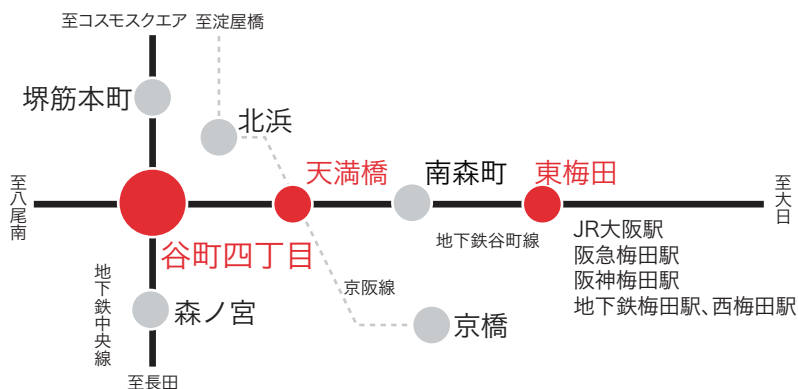 至コスモスクエア
至淀屋橋
堺筋本町
北浜
天満橋
南森町
東梅田
至八尾南
至大日
谷町四丁目
地下鉄谷町線
JR大阪駅
阪急梅田駅
阪神梅田駅
地下鉄梅田駅、西梅田駅
地下鉄中央線
京阪線
森ノ宮
京橋
至長田